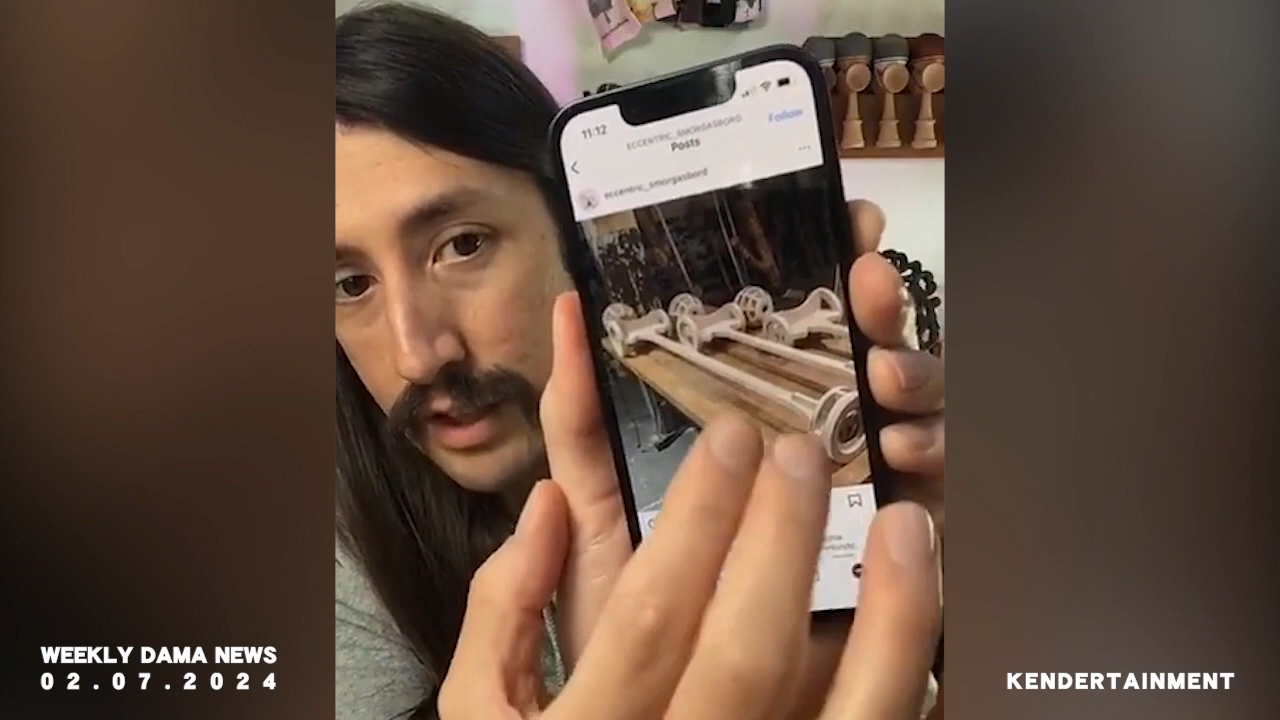 11:12
ECCENTRIC_SMORGASBORD
Follow
Posts
eccentric_smorgasbord
WEEKLY DAMA NEWS
02.07.2024
KENDERTAINMENT